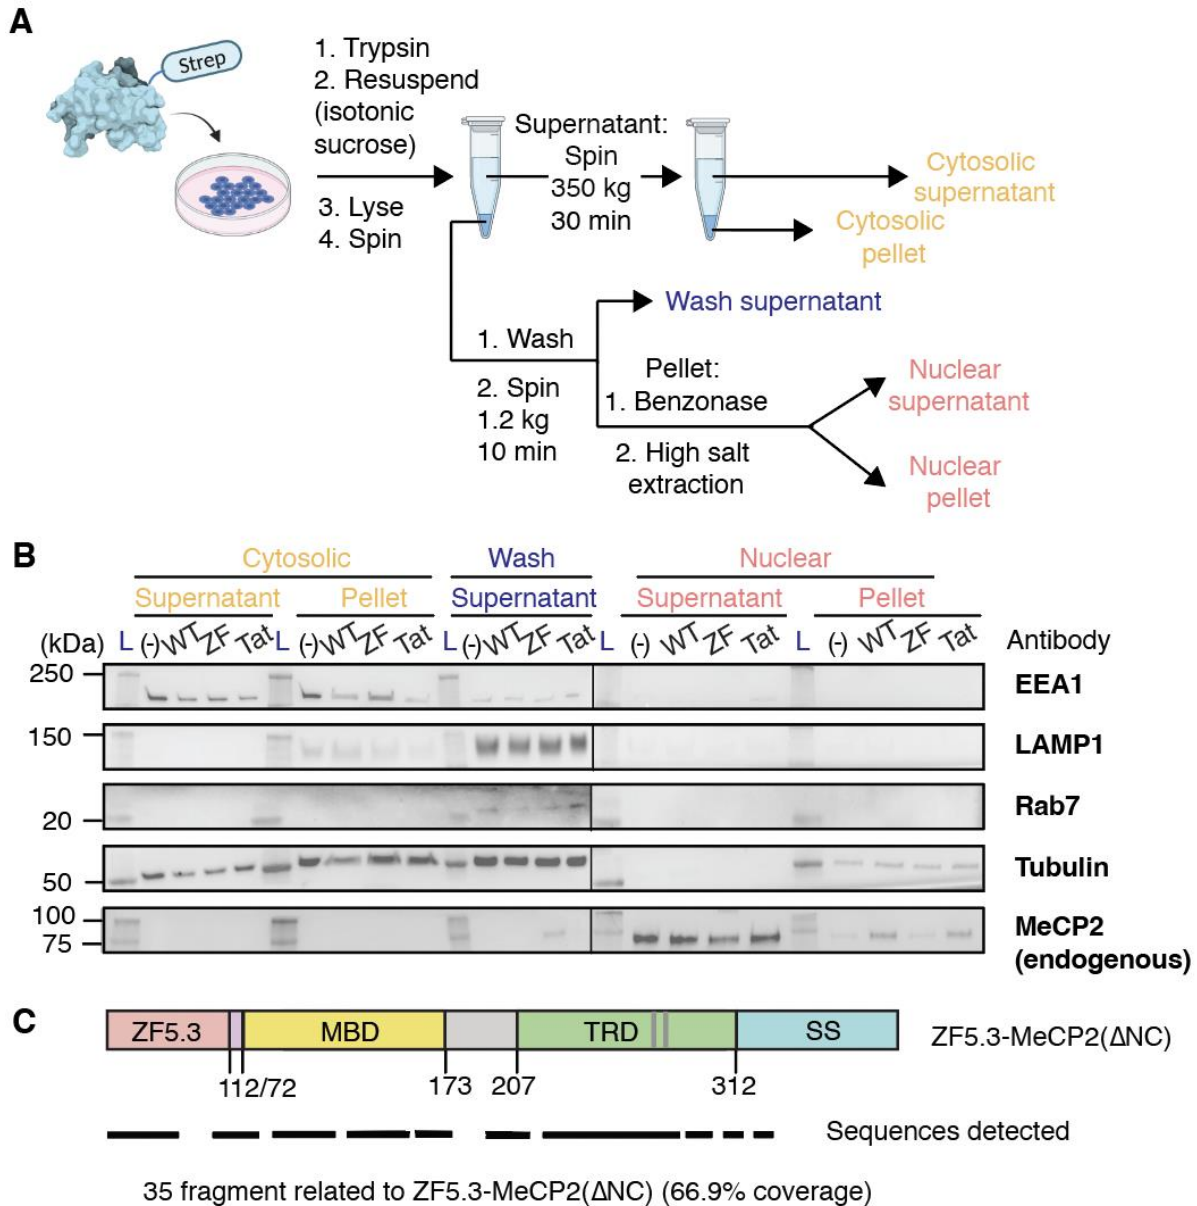 A
Strep
1. Trypsin
2. Resuspend
(isotonic
sucrose)
3. Lyse
4. Spin
Supernatant:
Spin
350 kg
30 min
Cytosolic
supernatant
Cytosolic
pellet
1. Wash
2. Spin
1.2 kg
10 min
Wash supernatant
Pellet:
1. Benzonase
2. High salt
extraction
Nuclear
supernatant
Nuclear
pellet
B
Cytosolic Wash Nuclear
Supernatant Pellet Supernatant Supernatant Pellet
(kDa) L (-) WT ZF Tat L (-) WT ZF Tat L (-) WT ZF Tat L (-) WT ZF Tat L (-) WT ZF Tat Antibody
250 EEA1
150 LAMP1
20 Rab7
50 Tubulin
100 MeCP2
75 (endogenous)
C
ZF5.3 MBD TRD SS ZF5.3-MeCP2(ΔNC)
112/72 173 207 312
Sequences detected
35 fragment related to ZF5.3-MeCP2(ΔNC) (66.9% coverage)